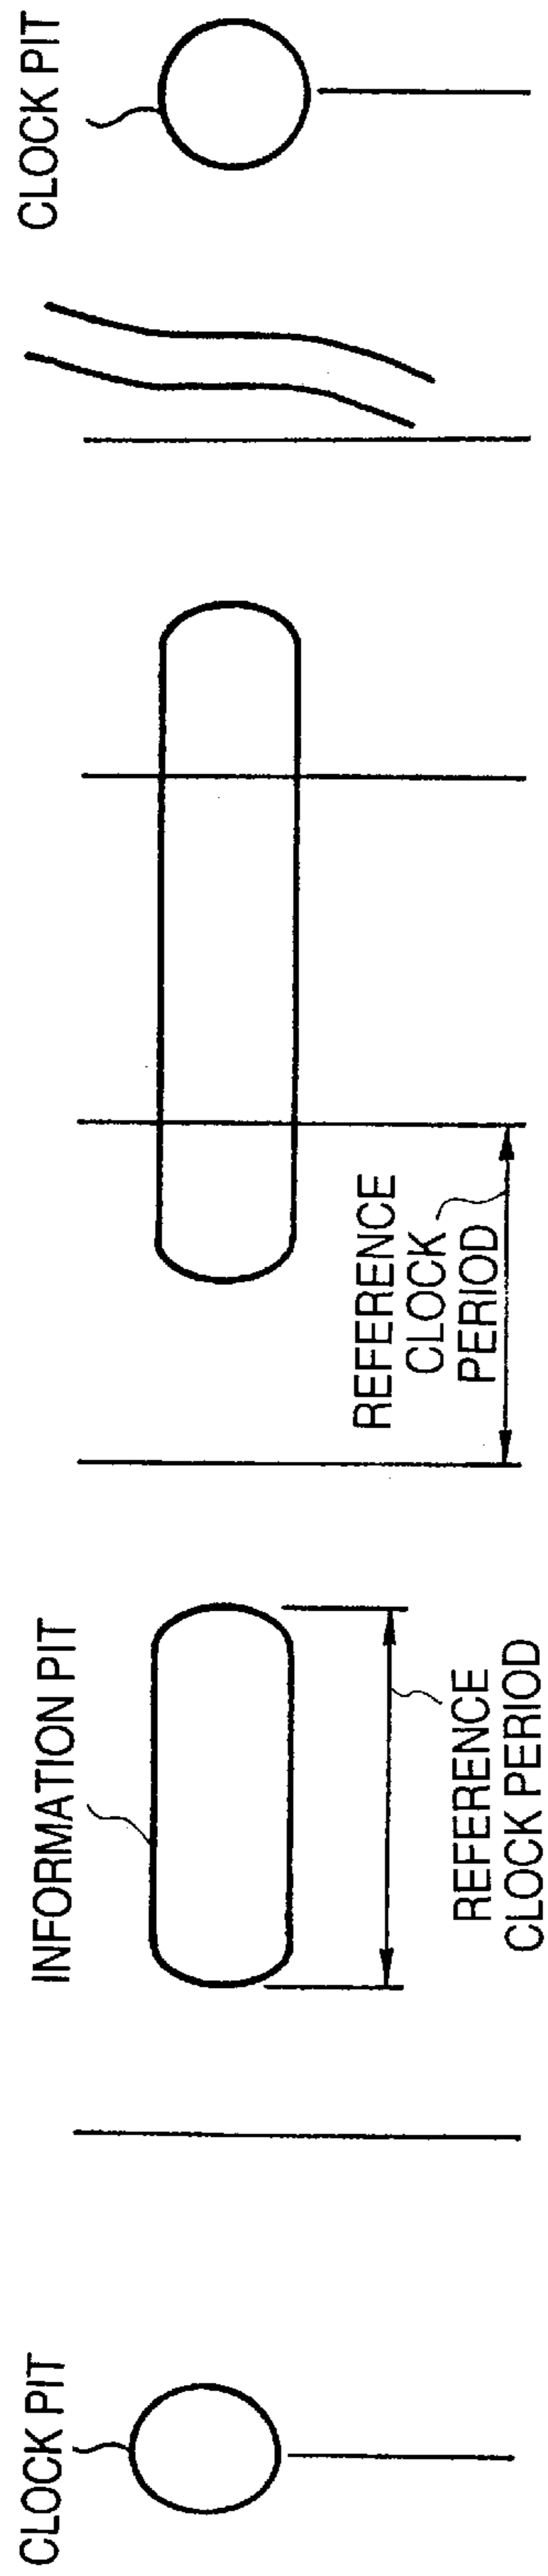 CLOCK PIT
INFORMATION PIT
REFERENCE
CLOCK PERIOD
REFERENCE
CLOCK
PERIOD
CLOCK PIT